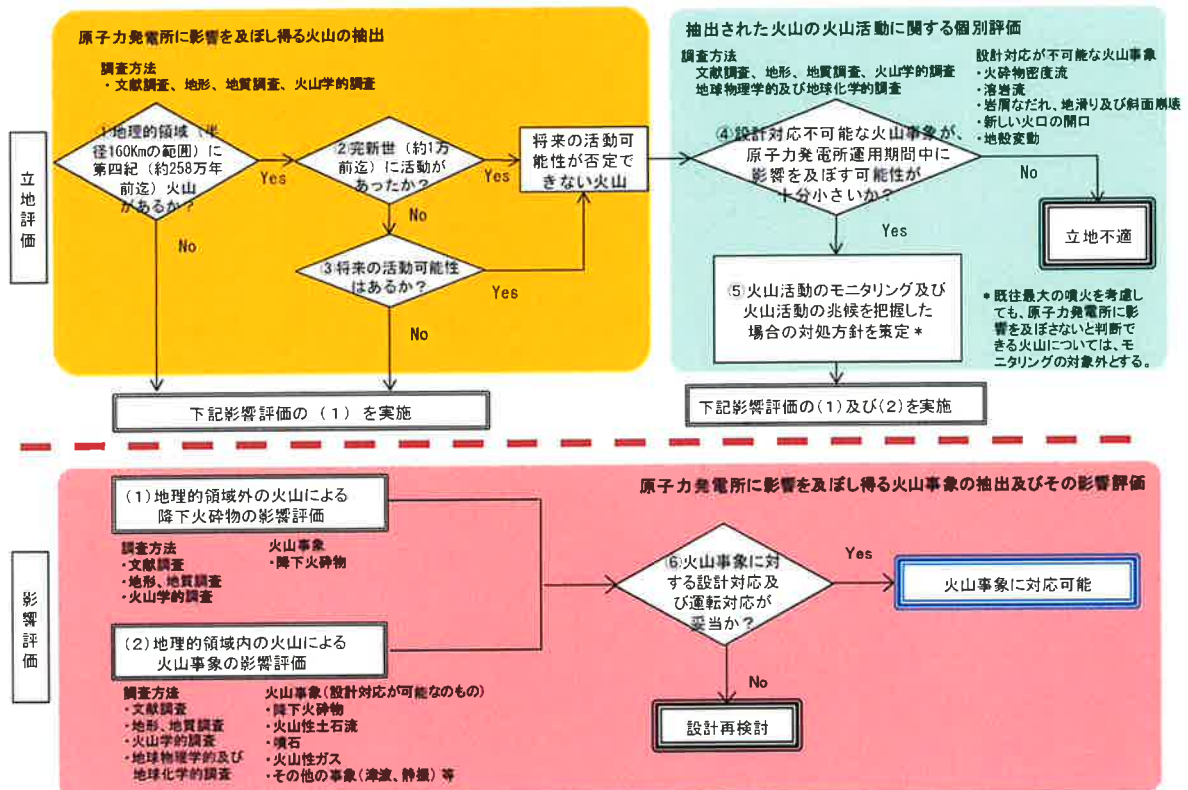 原子力発電所に影響を及ぼし得る火山の抽出
調査方法
・文献調査、地形、地質調査、火山学的調査
立地評価
①地理的領域（半
径160Kmの範囲）に
第四紀（約258万年
前迄）火山
があるか？
Yes
No
②完新世（約1万
前迄）に活動が
あったか？
Yes
No
③将来の活動可能性
はあるか？
Yes
No
将来の活動可
能性が否定で
きない火山
下記影響評価の（１）を実施
抽出された火山の火山活動に関する個別評価
調査方法
文献調査、地形、地質調査、火山学的調査
地球物理学的及び地球化学的調査
設計対応が不可能な火山事象
・火砕物密度流
・溶岩流
・岩屑なだれ、地滑り及び斜面崩壊
・新しい火口の開口
・地殻変動
④設計対応不可能な火山事象が、
原子力発電所運用期間中に
影響を及ぼす可能性が
十分小さいか？
No
Yes
立地不適
⑤火山活動のモニタリング及び
火山活動の兆候を把握した
場合の対処方針を策定＊
＊既往最大の噴火を考慮し
ても、原子力発電所に影
響を及ぼさないと判断で
きる火山については、モ
ニタリングの対象外とする。
下記影響評価の(１)及び(２)を実施
影響評価
原子力発電所に影響を及ぼし得る火山事象の抽出及びその影響評価
(１)地理的領域外の火山による
降下火砕物の影響評価
調査方法
・文献調査
・地形、地質調査
・火山学的調査
火山事象
・降下火砕物
(２)地理的領域内の火山による
火山事象の影響評価
調査方法
・文献調査
・地形、地質調査
・火山学的調査
・地球物理学的及び
地球化学的調査
火山事象(設計対応が可能なのもの)
・降下火砕物
・火山性土石流
・噴石
・火山性ガス
・その他の事象(津波、静振)等
⑥火山事象に対
する設計対応及
び運転対応が
妥当か？
Yes
No
火山事象に対応可能
設計再検討